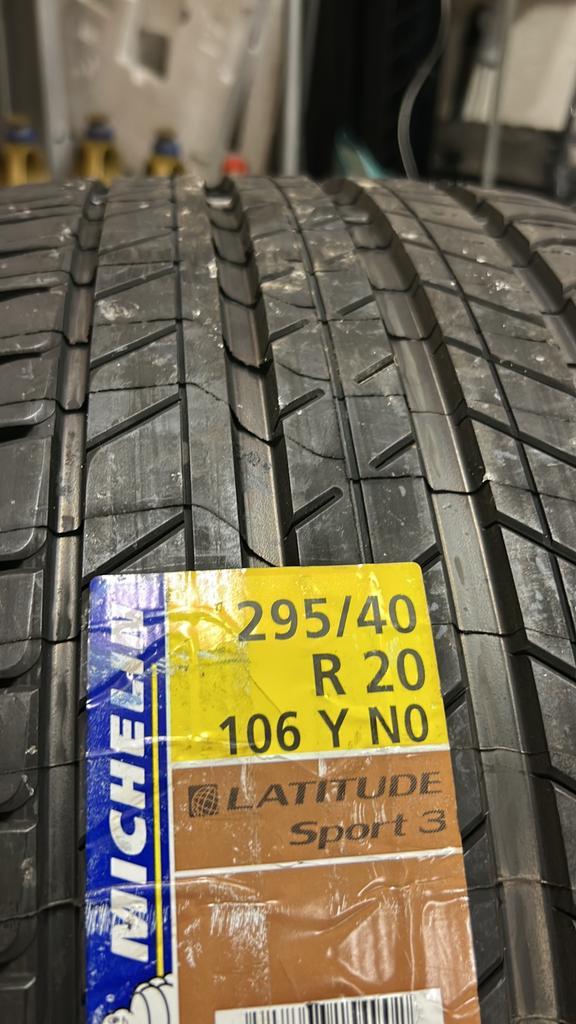 MICHELIN
295/40
R 20
106 Y N0
LATITUDE
Sport 3